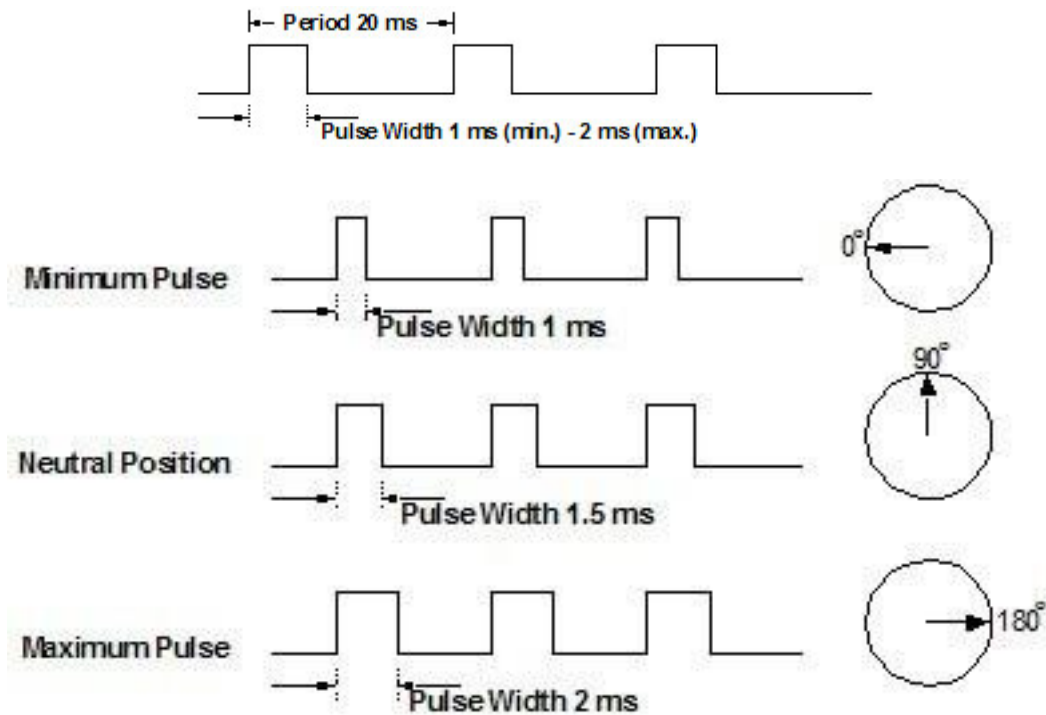 Period 20 ms
Pulse Width 1 ms (min.) - 2 ms (max.)
0°
Minimum Pulse
Pulse Width 1 ms
90°
Neutral Position
Pulse Width 1.5 ms
180°
Maximum Pulse
Pulse Width 2 ms